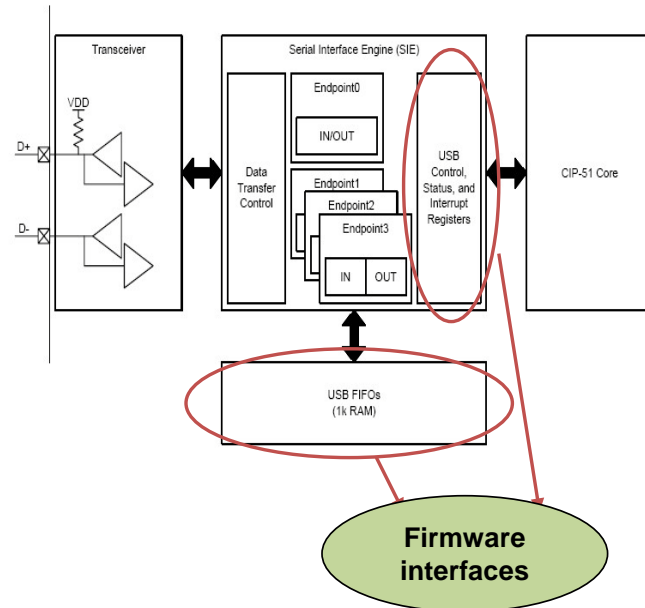 Transceiver
VDD
D+
D-
Serial Interface Engine (SIE)
Data
Transfer
Control
Endpoint0
IN/OUT
Endpoint1
Endpoint2
Endpoint3
IN
OUT
USB
Control,
Status, and
Interrupt
Registers
CIP-51 Core
USB FIFOs
(1k RAM)
Firmware
interfaces